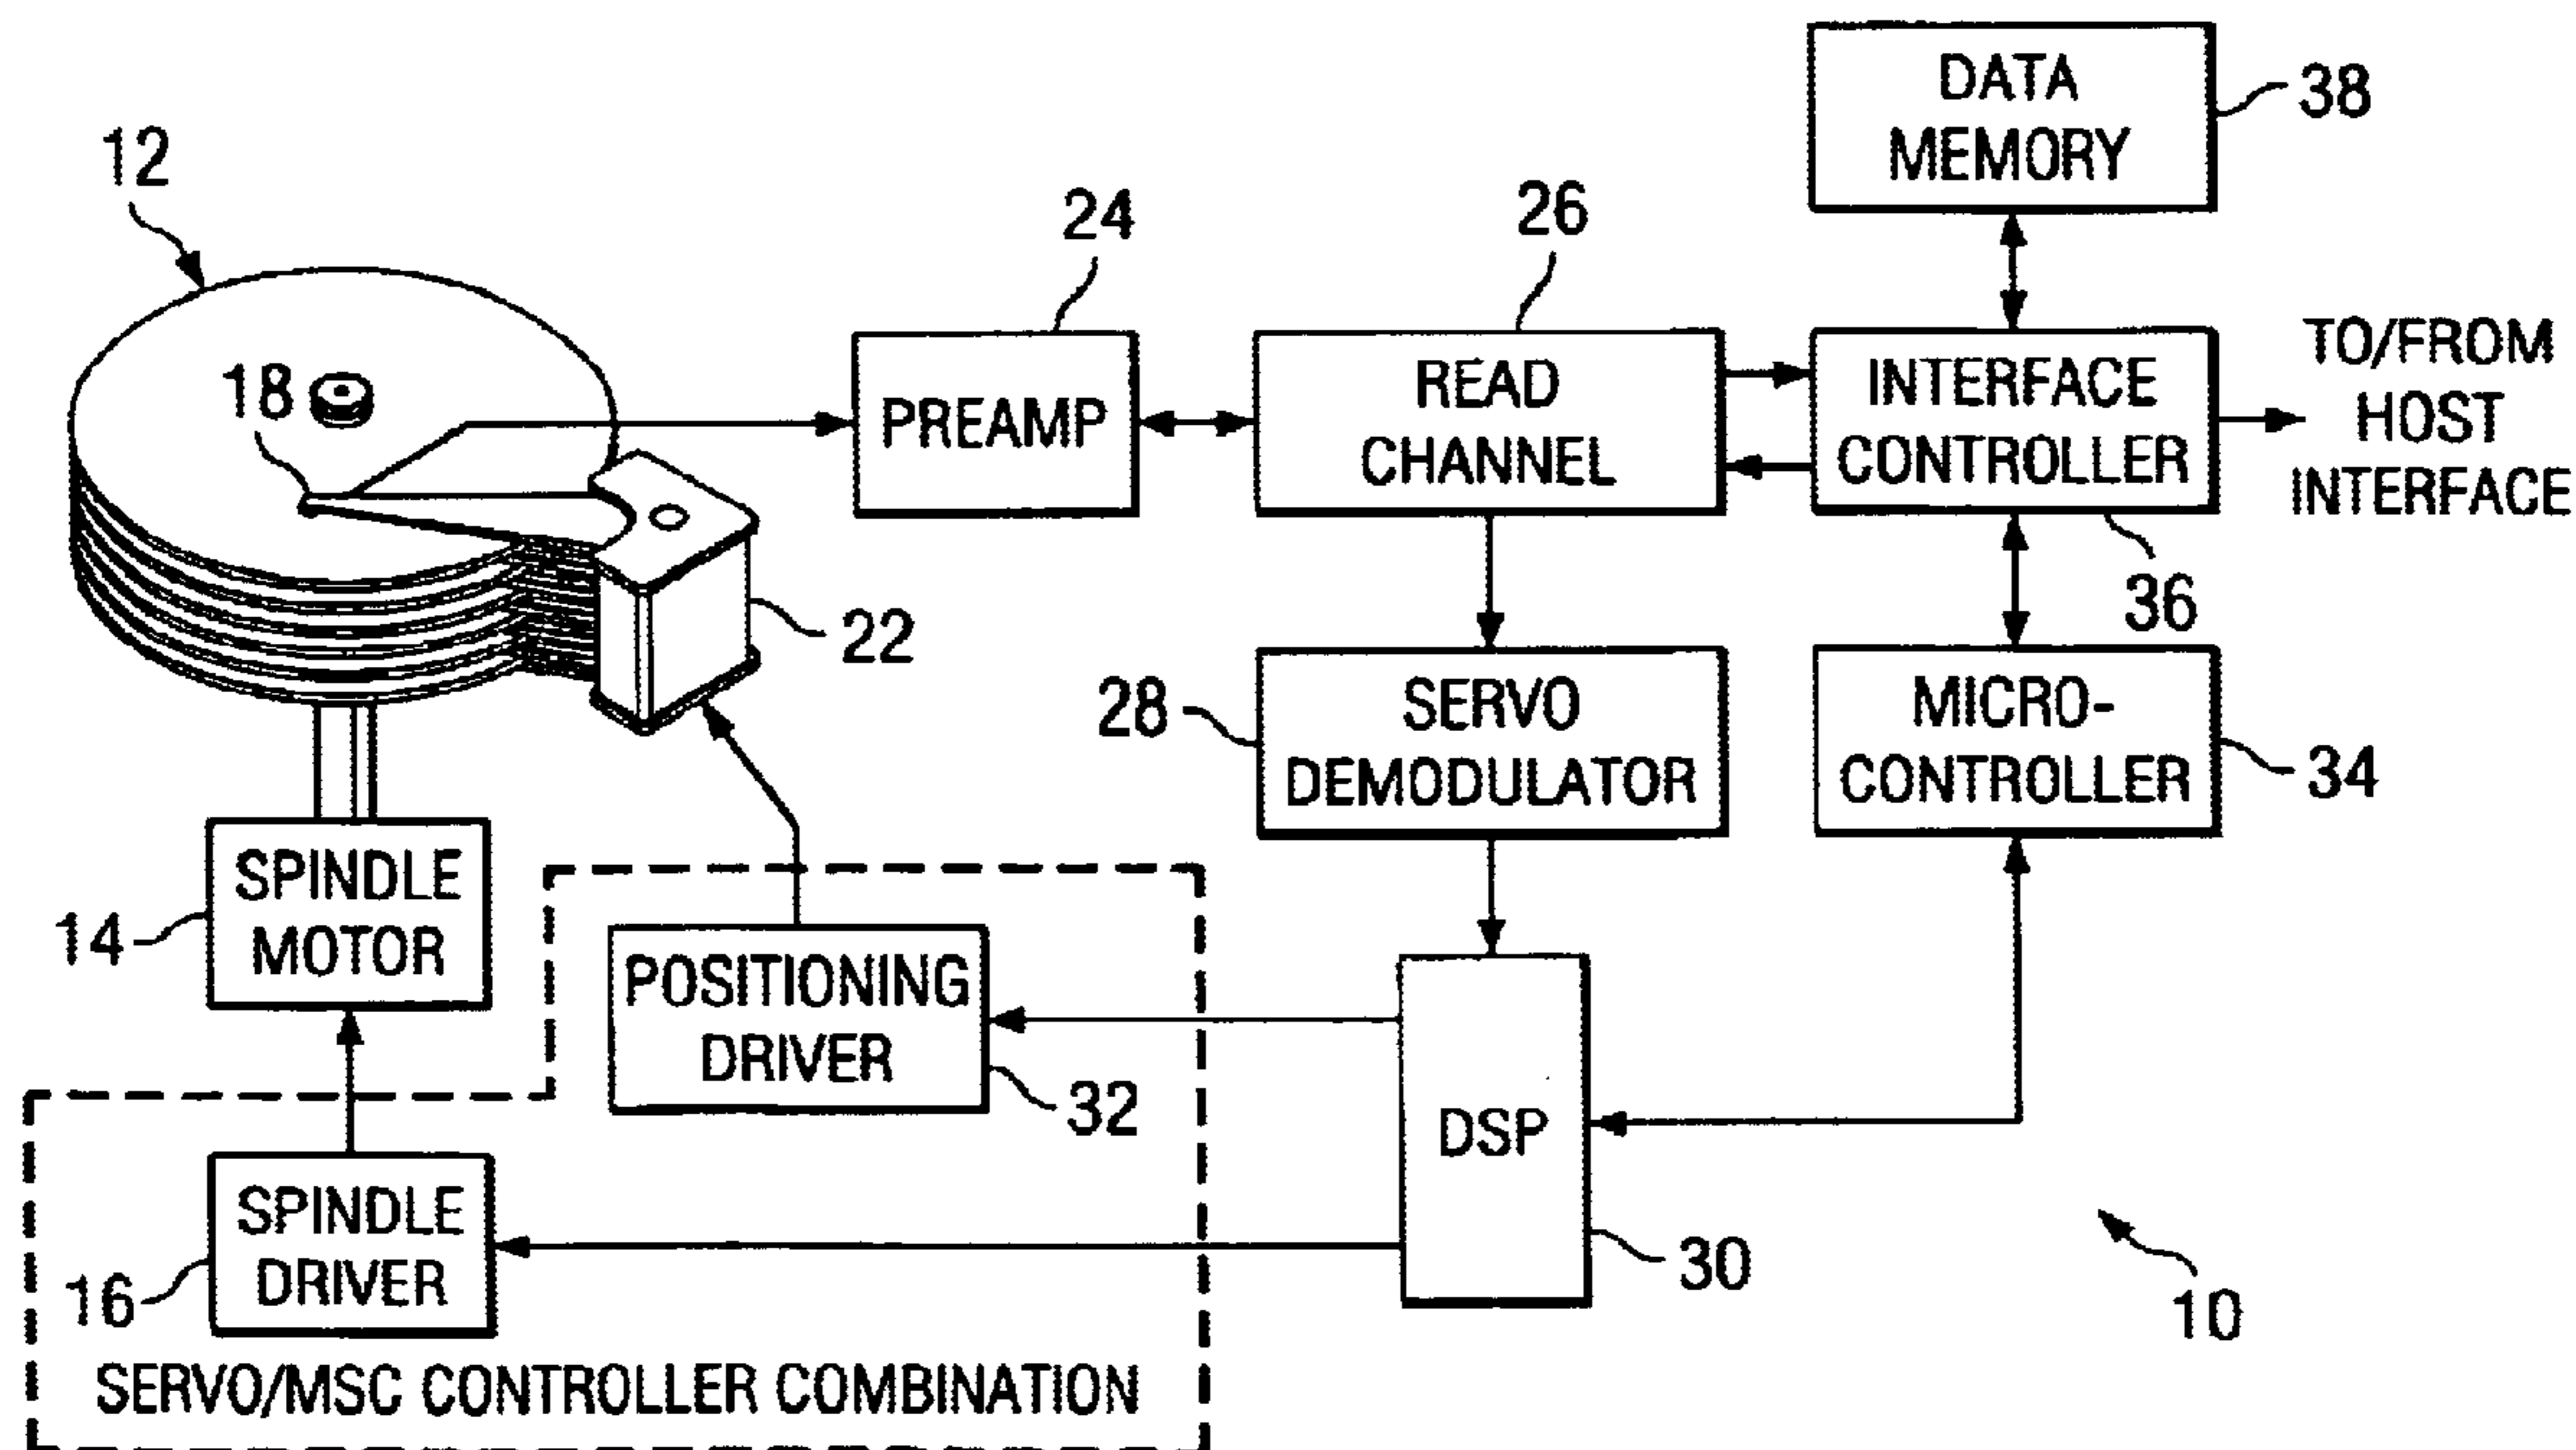 12
18
22
24
PREAMP
26
READ
CHANNEL
DATA
MEMORY
38
INTERFACE
CONTROLLER
36
TO/FROM
HOST
INTERFACE
28
SERVO
DEMODULATOR
MICRO-
CONTROLLER
34
14
SPINDLE
MOTOR
POSITIONING
DRIVER
32
DSP
30
16
SPINDLE
DRIVER
SERVO/MSC CONTROLLER COMBINATION
10